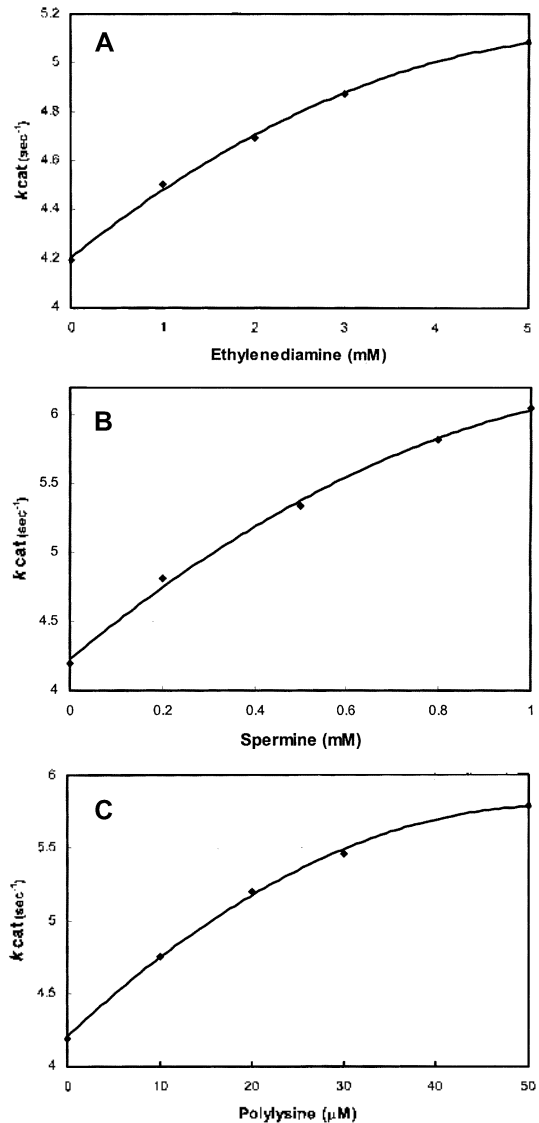 A
5.2
5
4.8
4.6
4.4
4.2
4
kcat (sec⁻¹)
0 1 2 3 4 5
Ethylenediamine (mM)
B
6
5.5
5
4.5
4
kcat (sec⁻¹)
0 0.2 0.4 0.6 0.8 1
Spermine (mM)
C
6
5.5
5
4.5
4
kcat (sec⁻¹)
0 10 20 30 40 50
Polylysine (μM)